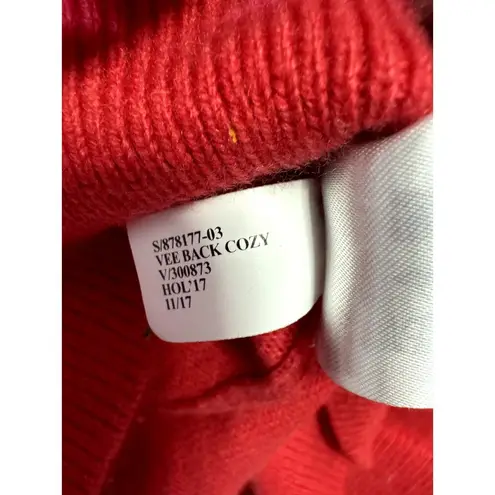 S/878177-03
VEE BACK COZY
V/300873
HOL'17
11/17